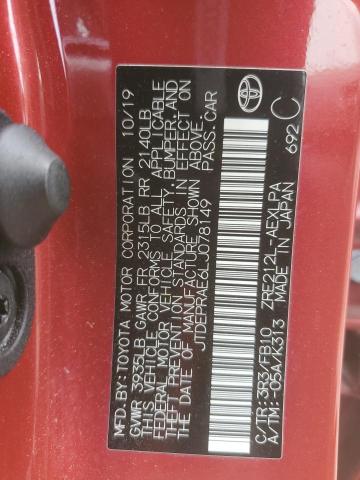 MFD.BY:TOYOTA MOTOR CORPORATION 10/19
GVWR 3935LB GAWR FR 2315LB RR 2140LB
THIS VEHICLE CONFORMS TO ALL APPLICABLE
FEDERAL MOTOR VEHICLE SAFETY,BUMPER,AND
THEFT PREVENTION STANDARDS IN EFFECT ON
THE DATE OF MANUFACTURE SHOWN ABOVE.
JTDEPRAE6LJ078149 PASS.CAR
C/TR:3R3/FB10 ZRE212L-AEXLPA
A/TM:-05A/K313 MADE IN JAPAN
692 C